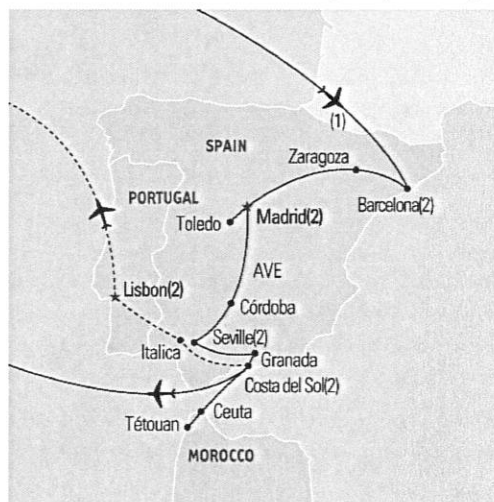 (1)
SPAIN
Zaragoza
PORTUGAL
Barcelona(2)
Madrid(2)
Toledo
AVE
Lisbon(2)
Córdoba
Italica
Seville(2)
Granada
Costa del Sol(2)
Ceuta
Tétouan
MOROCCO